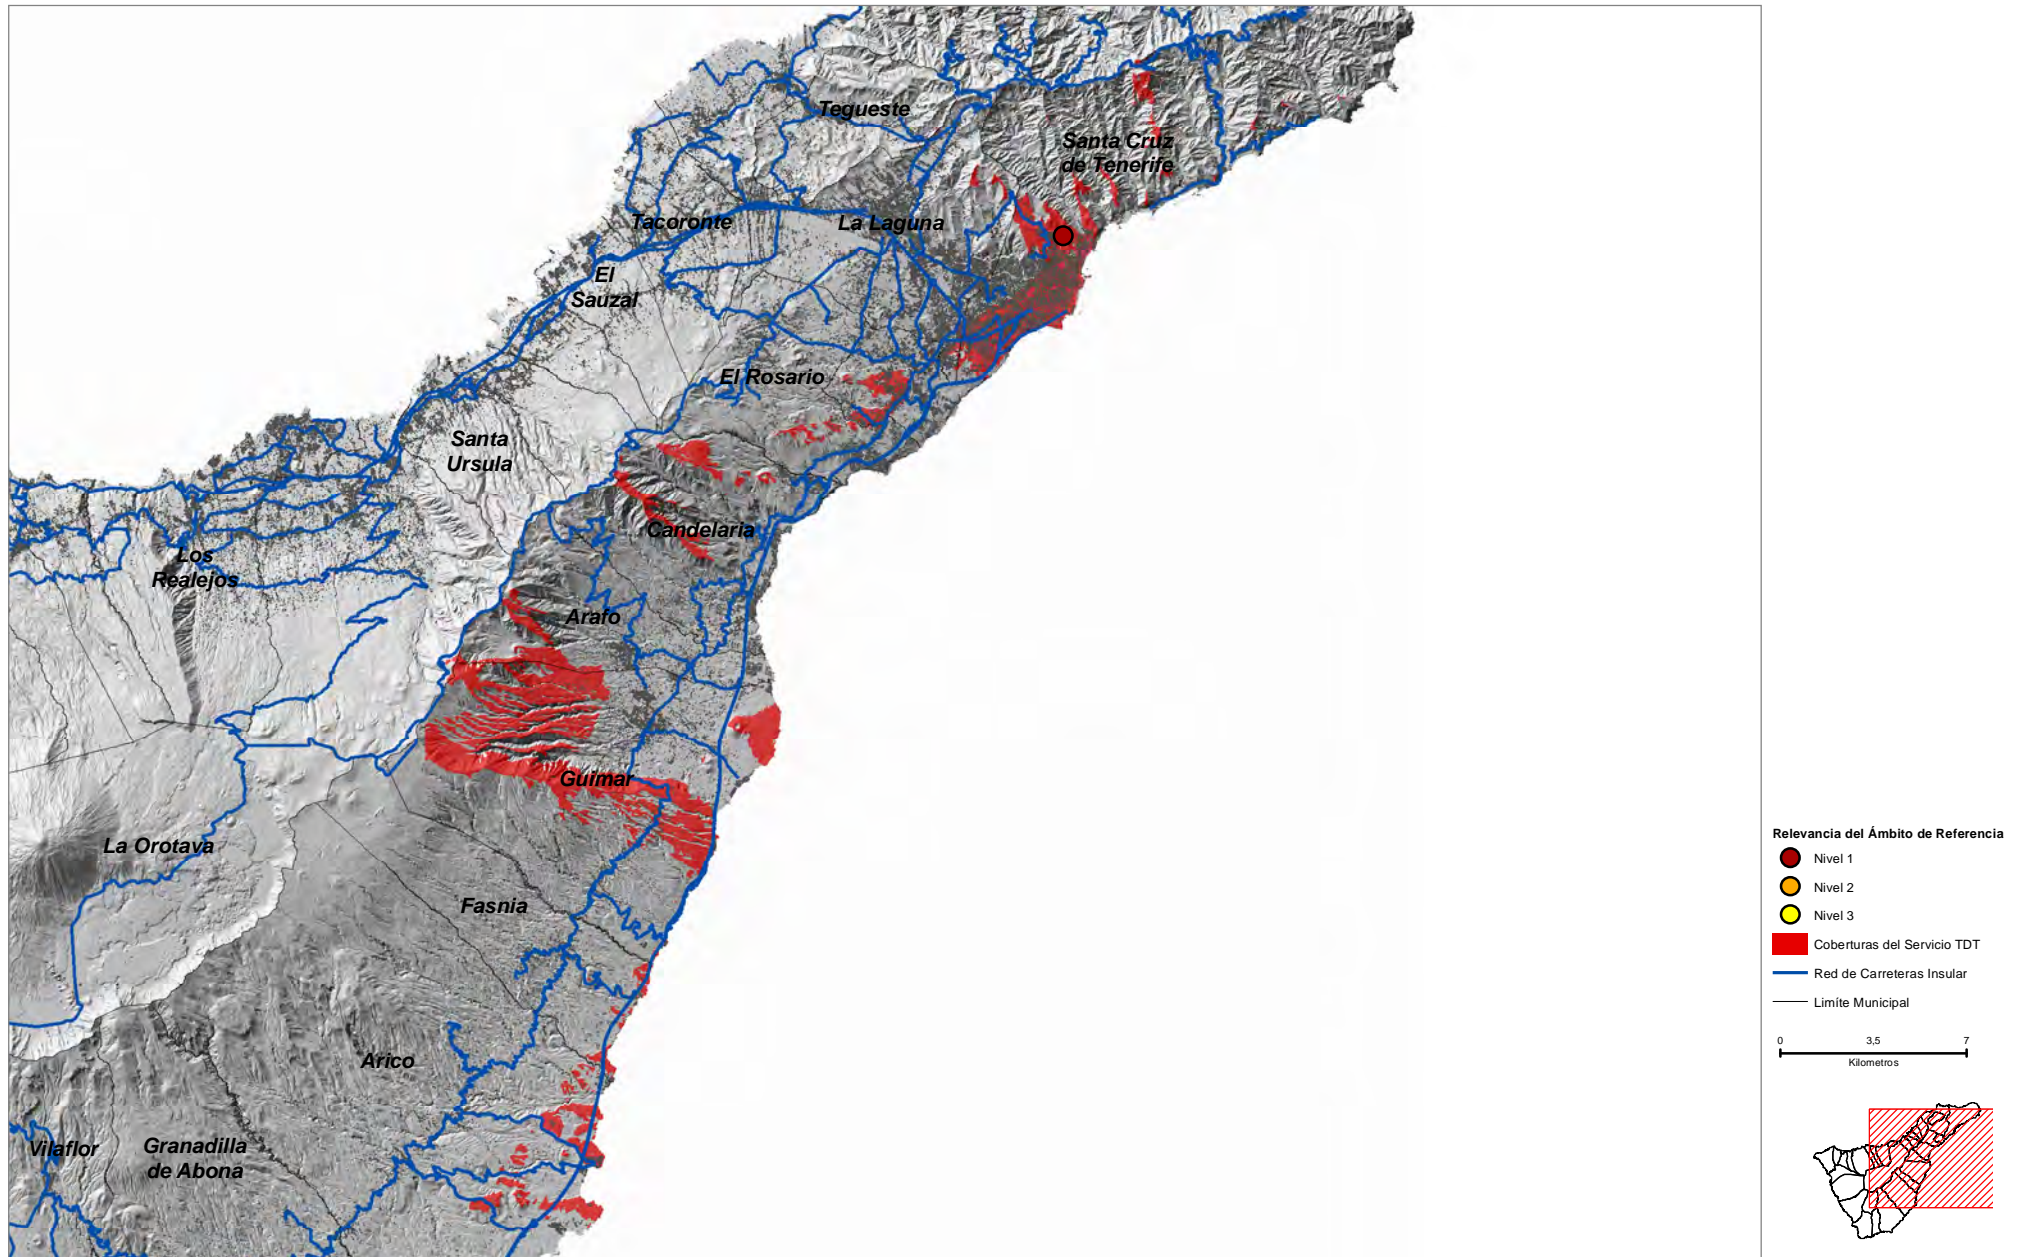 Tegueste
Santa Cruz
de Tenerife
Tacoronte
La Laguna
El
Sauzal
El Rosario
Santa
Ursula
Candelaria
Los
Realejos
Arafo
Guimar
La Orotava
Fasnia
Arico
Vilaflor
Granadilla
de Abona
Relevancia del Ámbito de Referencia
Nivel 1
Nivel 2
Nivel 3
Coberturas del Servicio TDT
Red de Carreteras Insular
Limíte Municipal
0 3,5 7
Kilometros